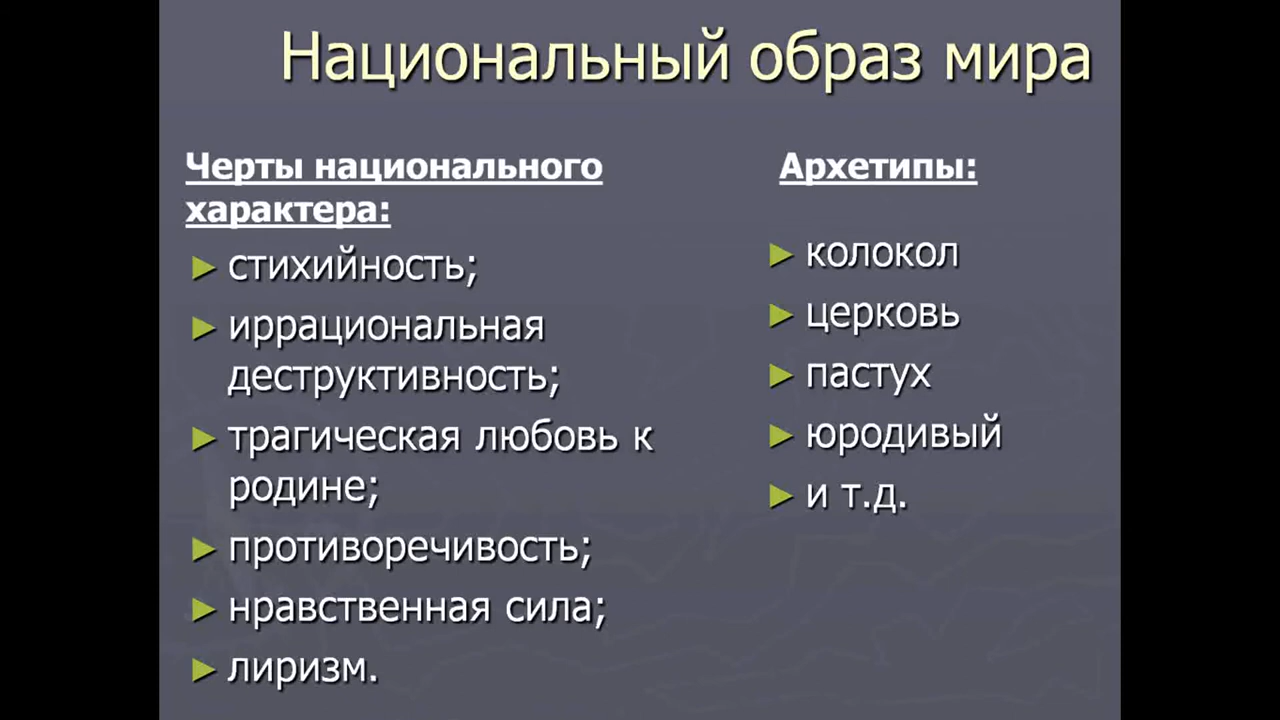 Национальный образ мира
Черты национального
характера:
► стихийность;
► иррациональная
деструктивность;
► трагическая любовь к
родине;
► противоречивость;
► нравственная сила;
► лиризм.
Архетипы:
► колокол
► церковь
► пастух
► юродивый
► и т.д.